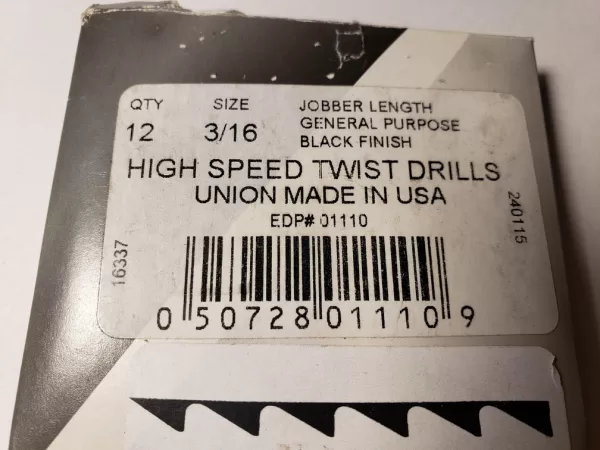 QTY SIZE JOBBER LENGTH
GENERAL PURPOSE
12 3/16 BLACK FINISH
HIGH SPEED TWIST DRILLS
UNION MADE IN USA
EDP# 01110
16337
240115
0 50728 01110 9